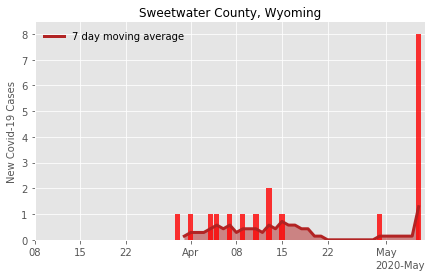 Sweetwater County, Wyoming
7 day moving average
New Covid-19 Cases
8
7
6
5
4
3
2
1
0
08 15 22 Apr 08 15 22 May
2020-May